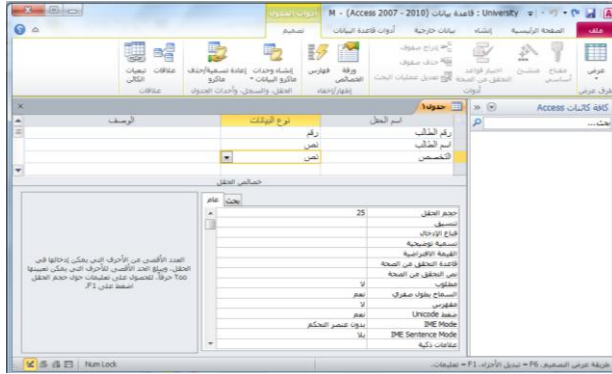 University : قاعدة بيانات (Access 2007 - 2010) - M
أدوات الجدول
ملف
الصفحة الرئيسية
إنشاء
بيانات خارجية
أدوات قاعدة البيانات
تصميم
عرض
مفتاح أساسي
منشئ
اختبار قواعد التحقق من الصحة
إدراج صفوف
حذف صفوف
تعديل عمليات البحث
ورقة الخصائص
فهارس
إنشاء وحدات ماكرو البيانات
إعادة تسمية/حذف ماكرو
علاقات
تبعيات الكائن
طرق عرض
أدوات
إظهار/إخفاء
الحقل، والسجل، وأحداث الجدول
علاقات
كافة كائنات Access
بحث...
جدول1
اسم الحقل
نوع البيانات
الوصف
رقم الطالب
رقم
اسم الطالب
نص
التخصص
نص
خصائص الحقل
عام
بحث
حجم الحقل
25
تنسيق
قناع الإدخال
تسمية توضيحية
القيمة الافتراضية
قاعدة التحقق من الصحة
نص التحقق من الصحة
مطلوب
لا
السماح بطول صفري
نعم
مفهرس
لا
ضغط Unicode
نعم
IME Mode
بدون عنصر التحكم
IME Sentence Mode
بلا
علامات ذكية
العدد الأقصى من الأحرف التي يمكن إدخالها في
الحقل. ويبلغ الحد الأقصى للأحرف التي يمكن تعيينها
٢٥٥ حرفاً. للحصول على تعليمات حول حجم الحقل
اضغط على F1.
طريقة عرض التصميم. F6 = تبديل الأجزاء. F1 = تعليمات.
Num Lock